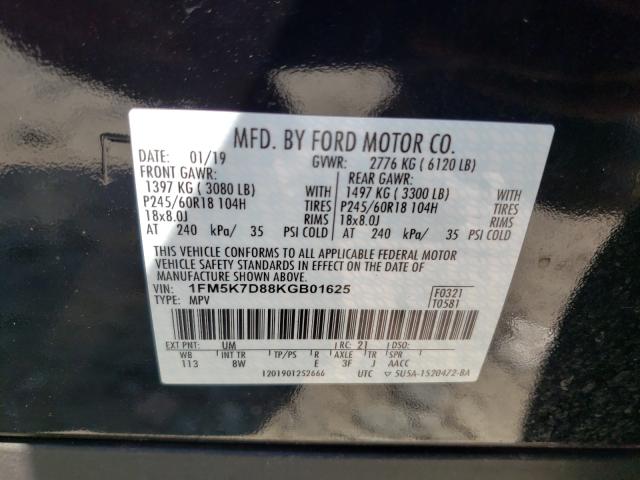 MFD. BY FORD MOTOR CO.
DATE: 01/19 GVWR: 2776 KG ( 6120 LB)
FRONT GAWR: REAR GAWR:
1397 KG ( 3080 LB) WITH 1497 KG ( 3300 LB) WITH
P245/60R18 104H TIRES P245/60R18 104H TIRES
18x8.0J RIMS 18x8.0J RIMS
AT 240 kPa/ 35 PSI COLD AT 240 kPa/ 35 PSI COLD
THIS VEHICLE CONFORMS TO ALL APPLICABLE FEDERAL MOTOR
VEHICLE SAFETY STANDARDS IN EFFECT ON THE DATE OF
MANUFACTURE SHOWN ABOVE.
VIN: 1FM5K7D88KGB01625 F0321
TYPE: MPV T0581
EXT PNT: UM RC: 21 DSO:
WB INT TR TP/PS R AXLE TR SPR
113 8W E 3F J AACC
1201901252666 UTC ▽ 5U5A-1520472-BA